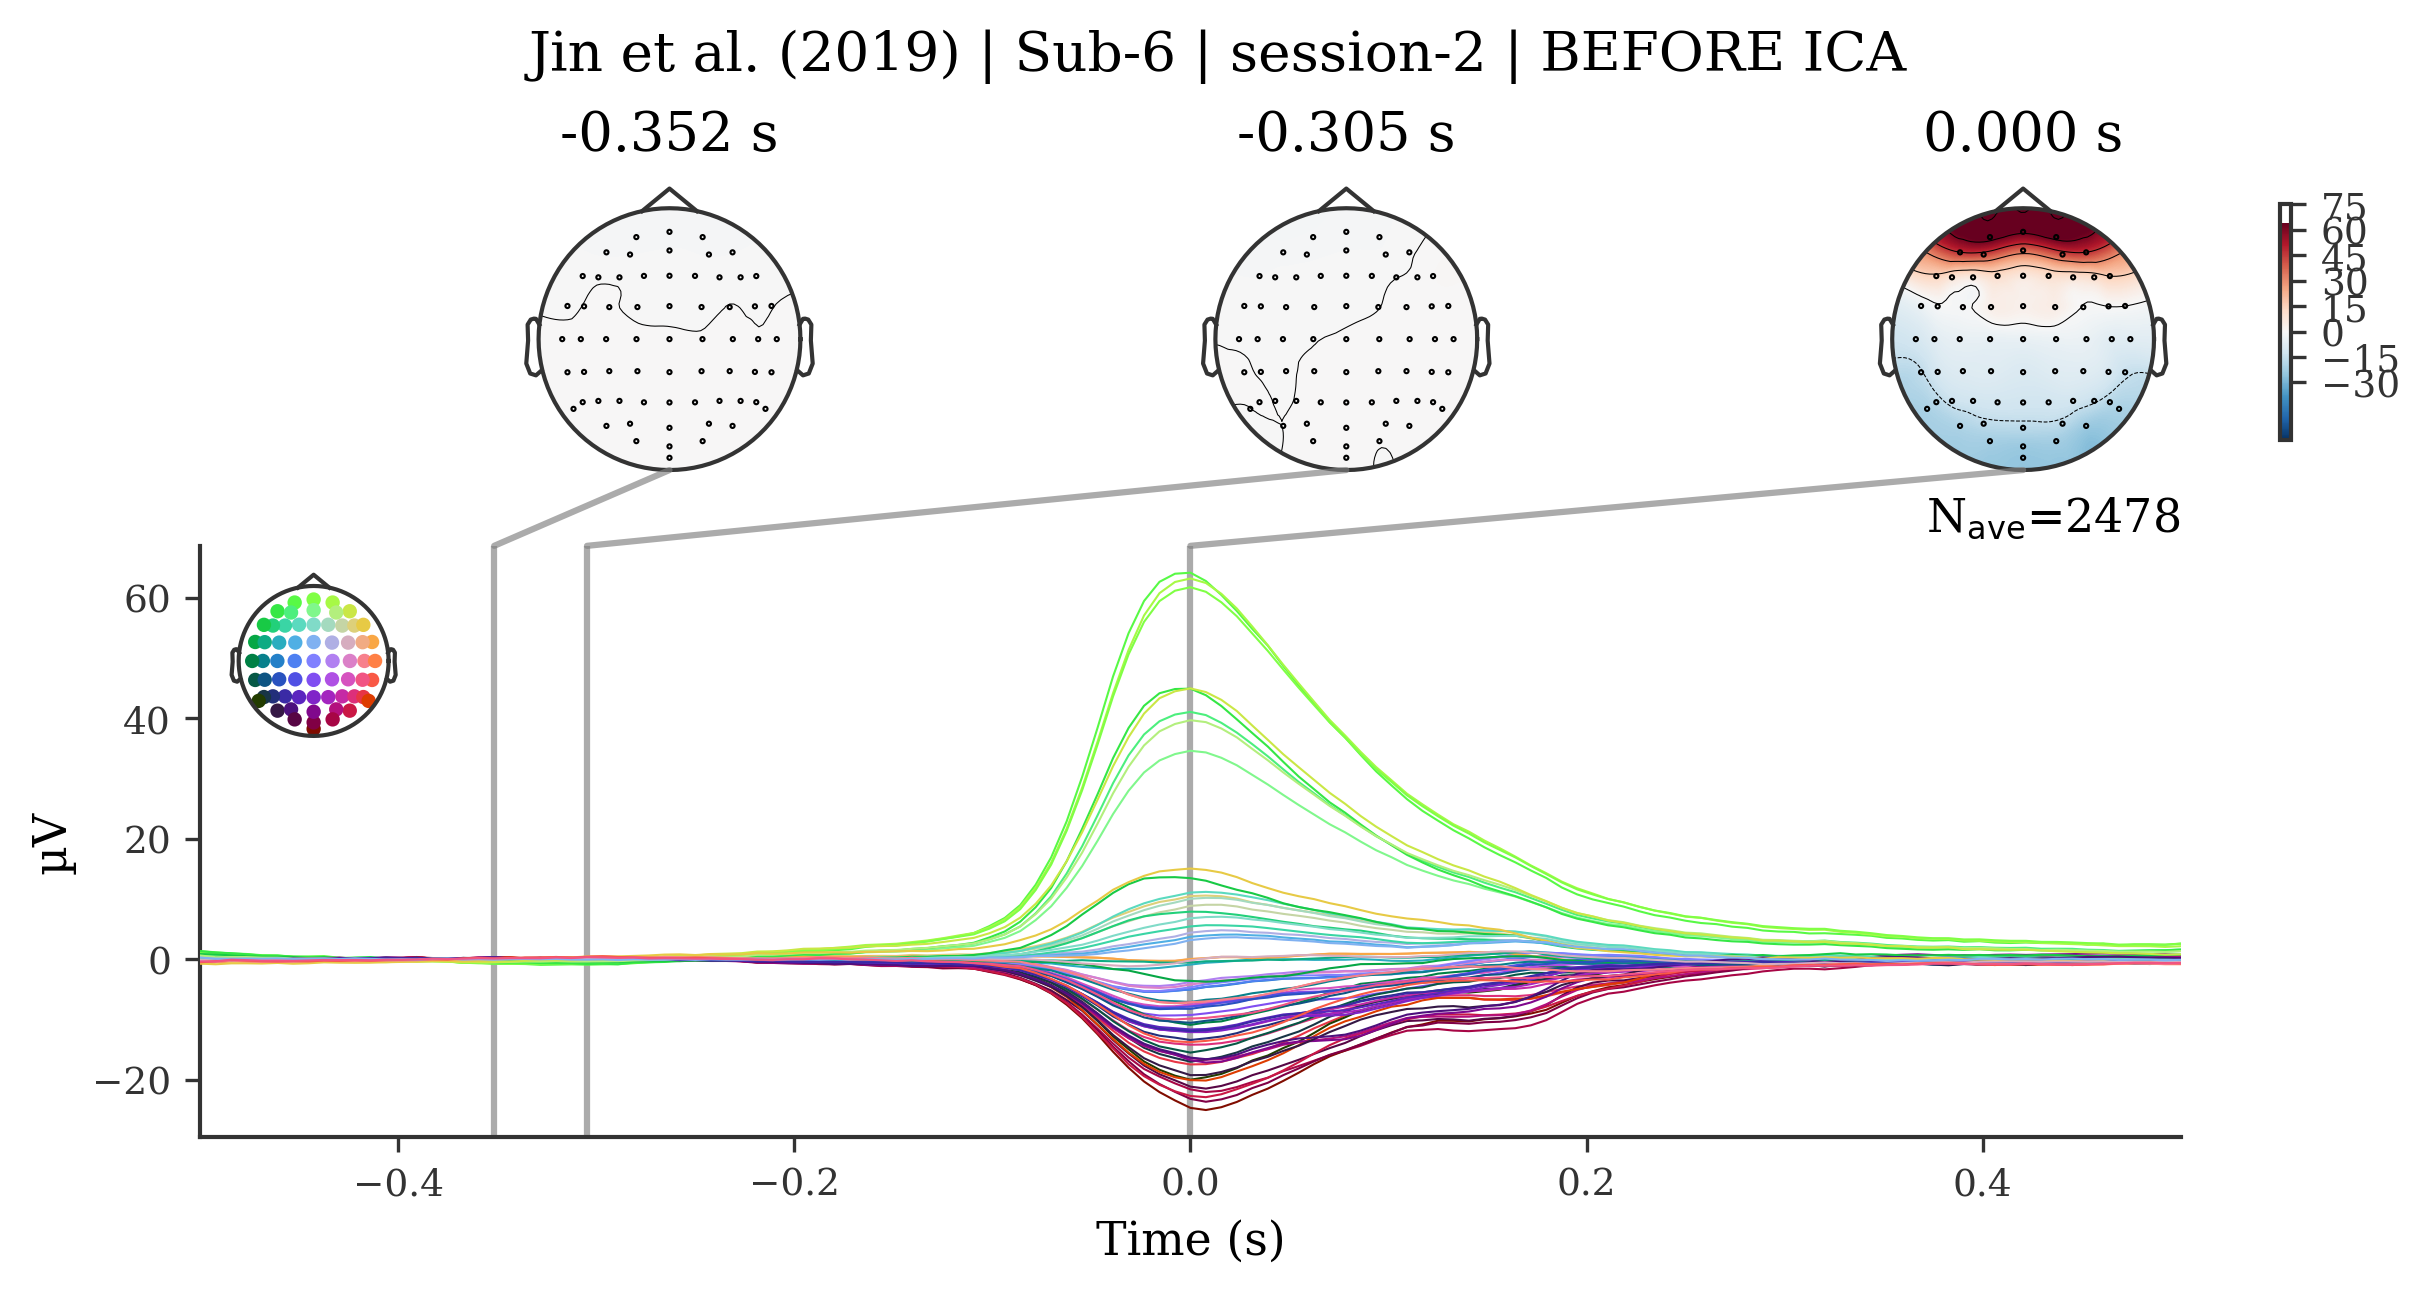 Jin et al. (2019) | Sub-6 | session-2 | BEFORE ICA
-0.352 s
-0.305 s
0.000 s
75
60
45
30
15
0
−15
−30
Nave=2478
60
40
20
0
−20
µV
−0.4
−0.2
0.0
0.2
0.4
Time (s)